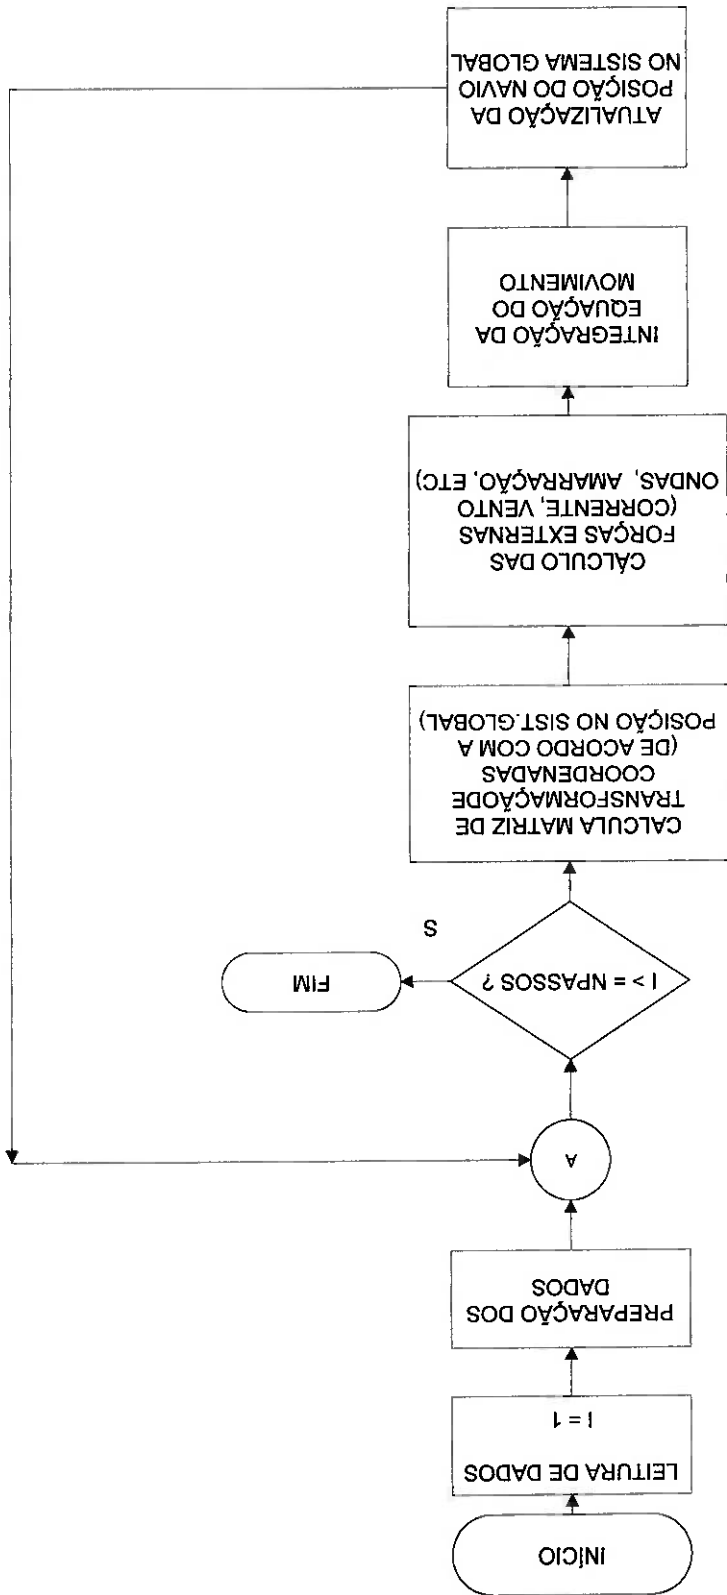 INÍCIO
LEITURA DE DADOS
I = 1
PREPARAÇÃO DOS
DADOS
A
I > = NPASSOS ?
S
FIM
CALCULA MATRIZ DE
TRANSFORMAÇÃODE
COORDENADAS
(DE ACORDO COM A
POSIÇÃO NO SIST.GLOBAL)
CÁLCULO DAS
FORÇAS EXTERNAS
(CORRENTE, VENTO
ONDAS, AMARRAÇÃO, ETC)
INTEGRAÇÃO DA
EQUAÇÃO DO
MOVIMENTO
ATUALIZAÇÃO DA
POSIÇÃO DO NAVIO
NO SISTEMA GLOBAL